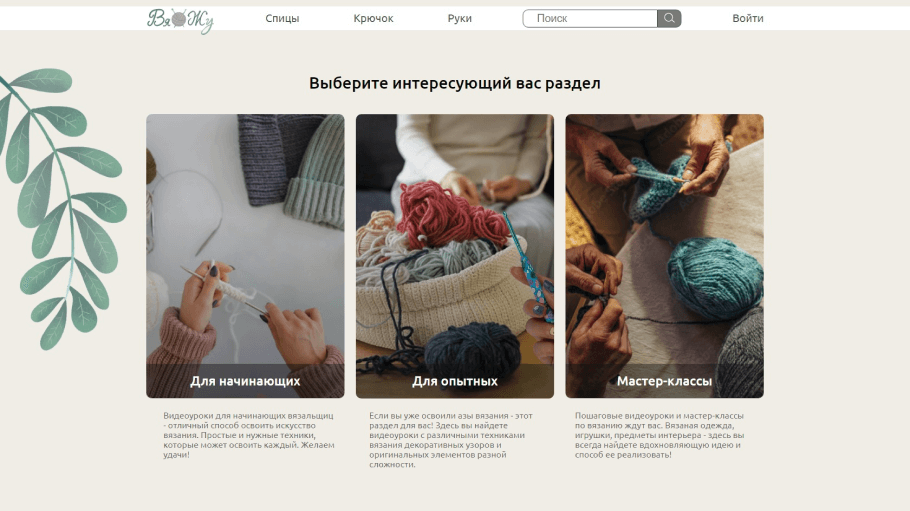 ВяЖу
Спицы
Крючок
Руки
Поиск
Войти
Выберите интересующий вас раздел
Для начинающих
Для опытных
Мастер-классы
Видеоуроки для начинающих вязальщиц
- отличный способ освоить искусство
вязания. Простые и нужные техники,
которые может освоить каждый. Желаем
удачи!
Если вы уже освоили азы вязания - этот
раздел для вас! Здесь вы найдете
видеоуроки с различными техниками
вязания декоративных узоров и
оригинальных элементов разной
сложности.
Пошаговые видеоуроки и мастер-классы
по вязанию ждут вас. Вязаная одежда,
игрушки, предметы интерьера - здесь вы
всегда найдете вдохновляющую идею и
способ ее реализовать!